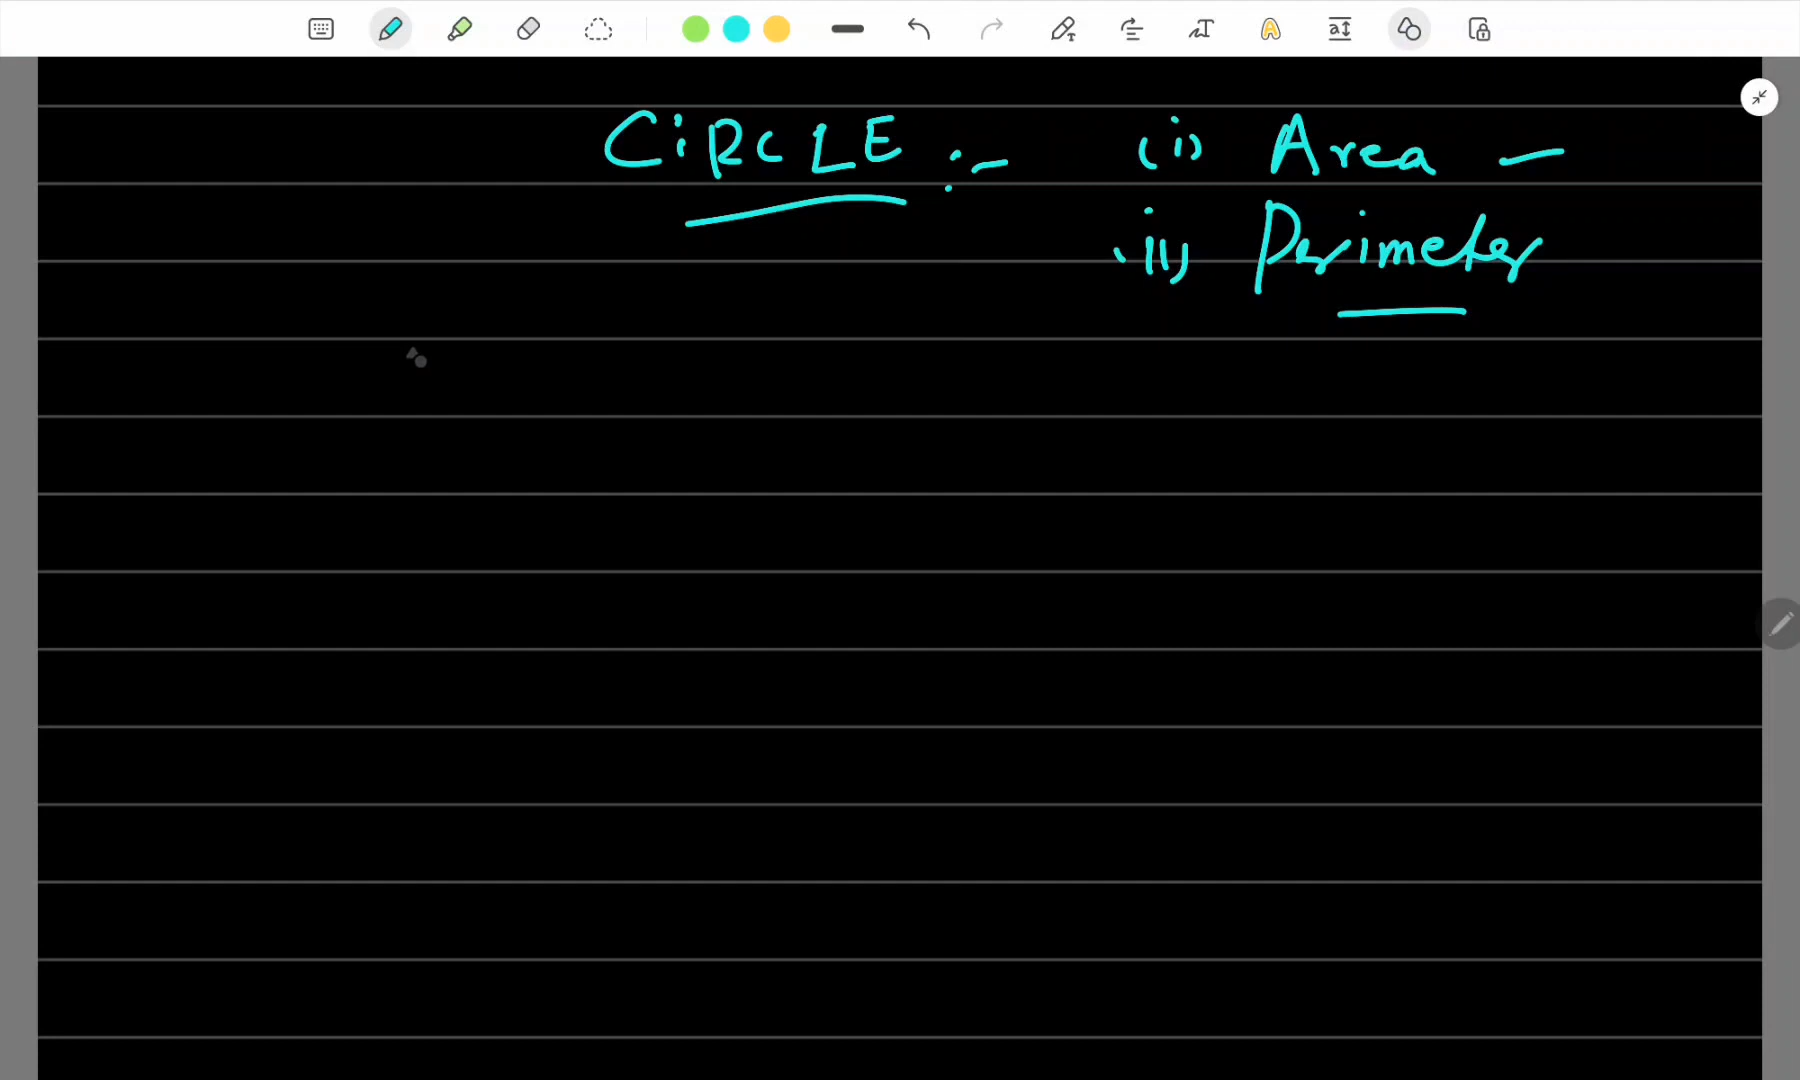 CiRCLE :- (i) Area -
(ii) Perimeter